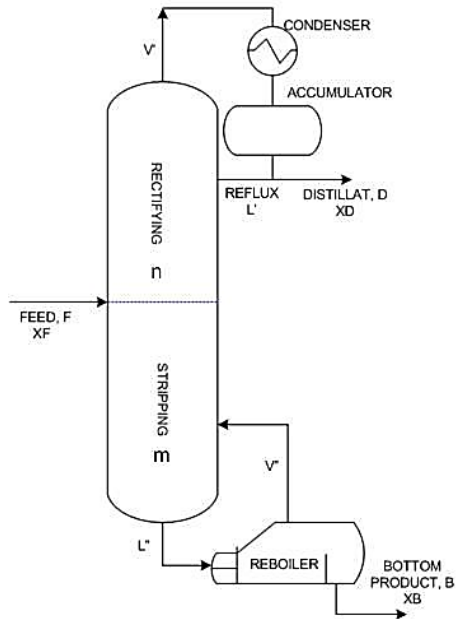 CONDENSER
V'
ACCUMULATOR
RECTIFYING
REFLUX
L'
DISTILLAT, D
XD
n
FEED, F
XF
STRIPPING
m
V"
L"
REBOILER
BOTTOM
PRODUCT, B
XB